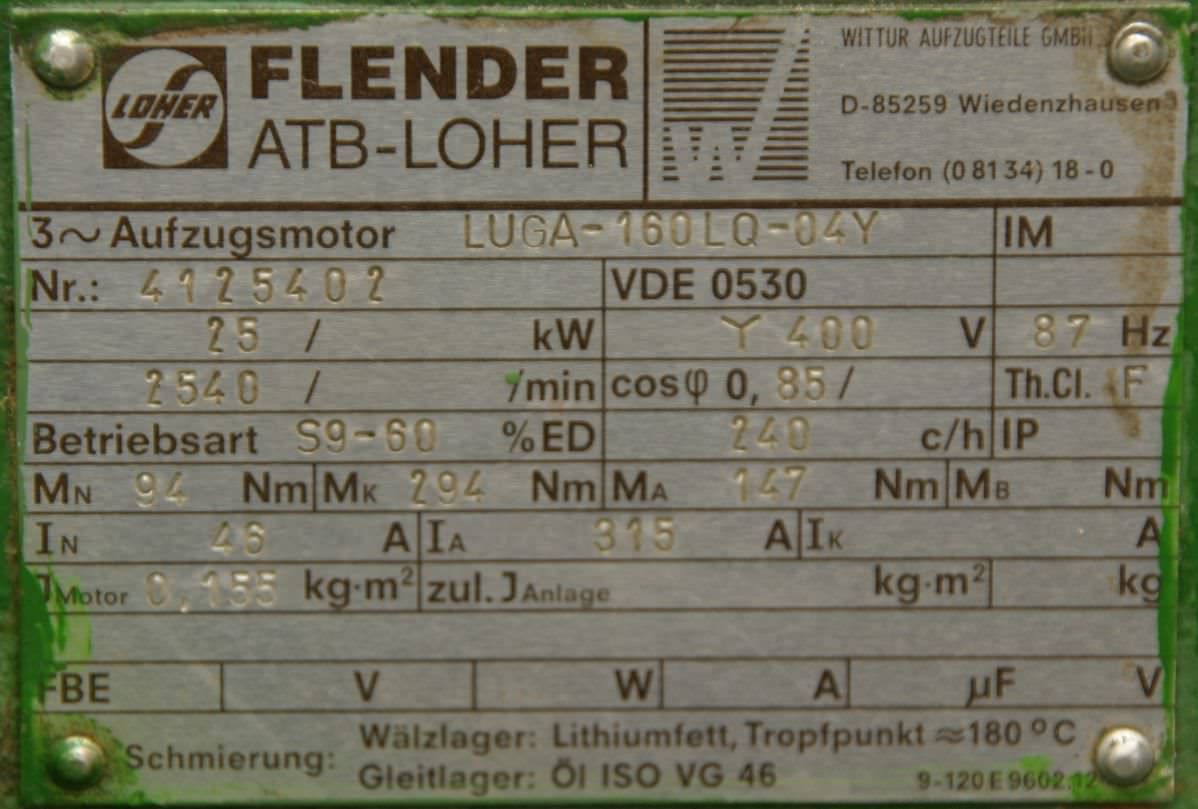 LOHER
FLENDER
ATB-LOHER
W
WITTUR AUFZUGTEILE GMBH
D-85259 Wiedenzhausen
Telefon (0 81 34) 18 - 0
3~ Aufzugsmotor LUGA-160LQ-04Y IM
Nr.: 4125402 VDE 0530
25 / kW Y 400 V 87 Hz
2540 / /min cosφ 0, 85 / Th.Cl. F
Betriebsart S9-60 %ED 240 c/h IP
MN 94 Nm MK 294 Nm MA 147 Nm MB Nm
IN 46 A IA 315 A IK A
JMotor 0,155 kg·m² zul. JAnlage kg·m² kg
FBE V W A µF V
Schmierung: Wälzlager: Lithiumfett, Tropfpunkt ≈180 °C
Gleitlager: Öl ISO VG 46
9-120 E 9602.12